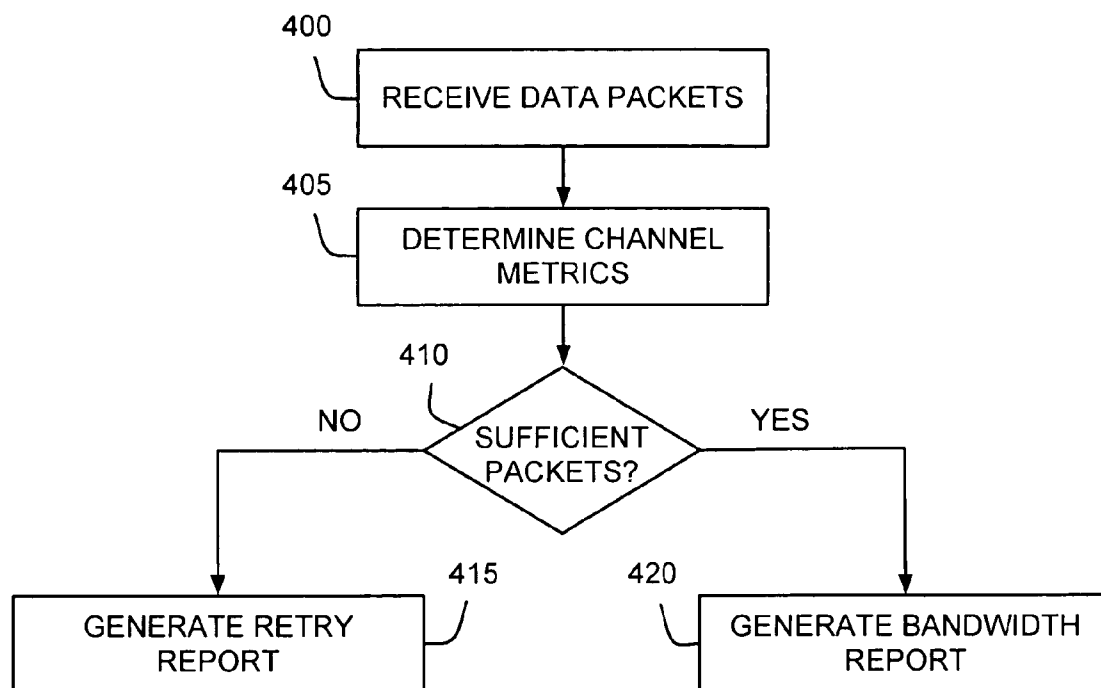 400
RECEIVE DATA PACKETS
405
DETERMINE CHANNEL
METRICS
410
NO
YES
SUFFICIENT
PACKETS?
415
420
GENERATE RETRY
REPORT
GENERATE BANDWIDTH
REPORT